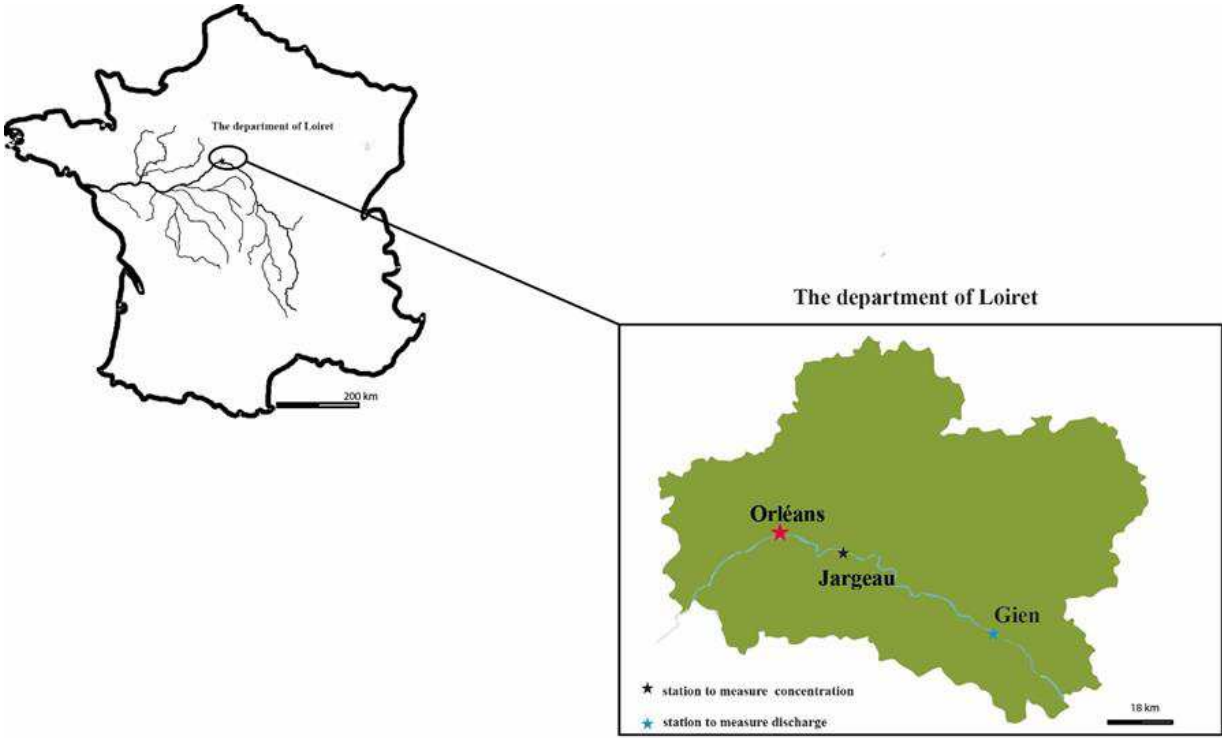 The department of Loiret
200 km
The department of Loiret
Orléans
Jargeau
Gien
station to measure concentration
station to measure discharge
18 km